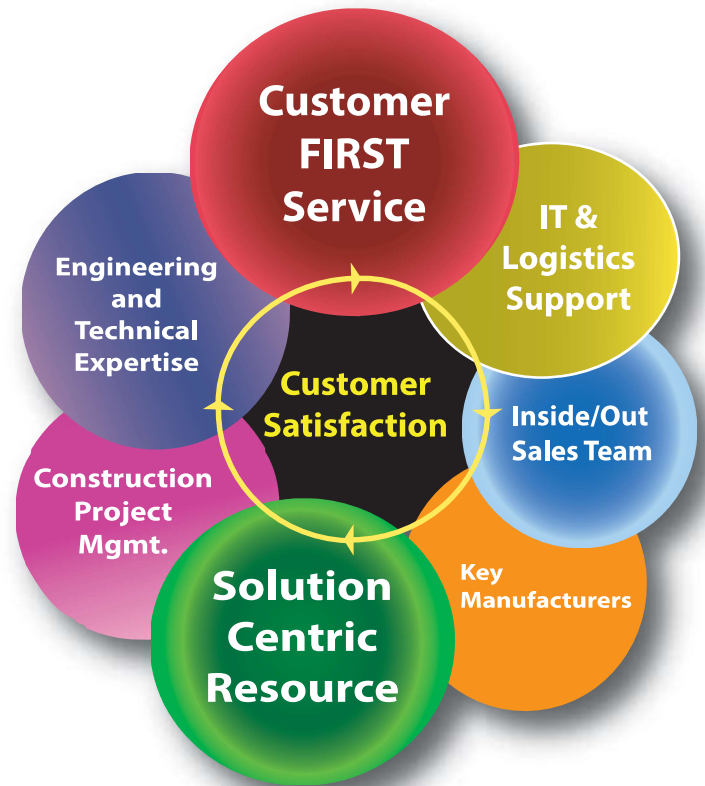 Customer
FIRST
Service
IT &
Logistics
Support
Engineering
and
Technical
Expertise
Customer
Satisfaction
Inside/Out
Sales Team
Construction
Project
Mgmt.
Key
Manufacturers
Solution
Centric
Resource